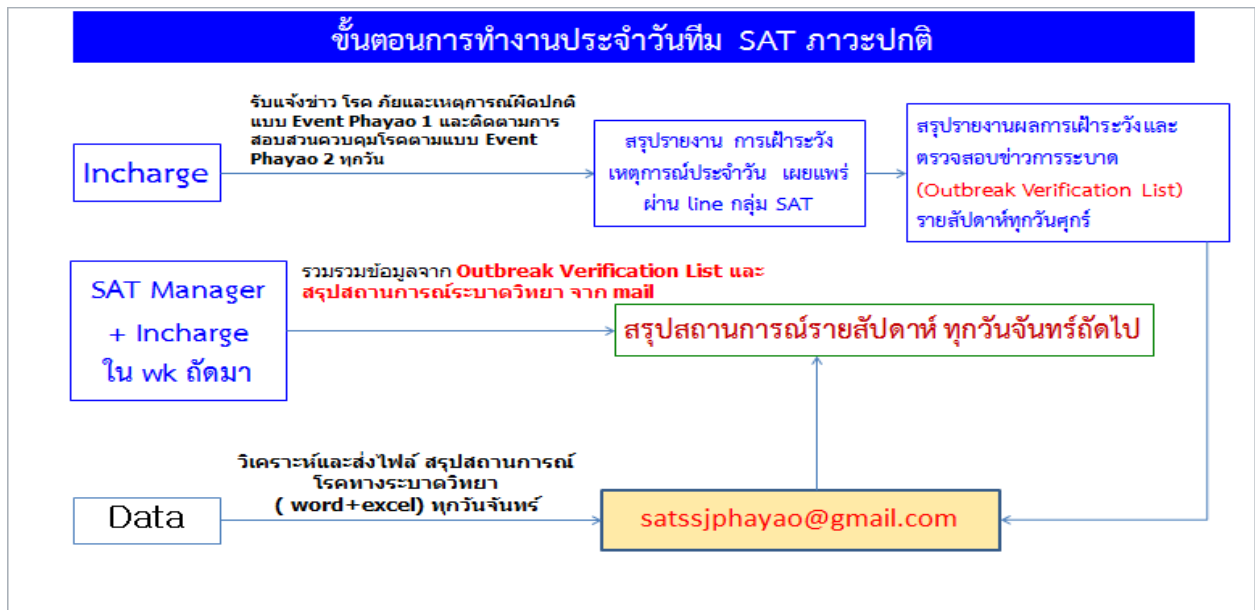 ขั้นตอนการทำงานประจำวันทีม SAT ภาวะปกติ
รับแจ้งข่าว โรค ภัยและเหตุการณ์ผิดปกติ
แบบ Event Phayao 1 และติดตามการ
สอบสวนควบคุมโรคตามแบบ Event
Phayao 2 ทุกวัน
Incharge
สรุปรายงาน การเฝ้าระวัง
เหตุการณ์ประจำวัน เผยแพร่
ผ่าน line กลุ่ม SAT
สรุปรายงานผลการเฝ้าระวังและ
ตรวจสอบข่าวการระบาด
(Outbreak Verification List)
รายสัปดาห์ทุกวันศุกร์
SAT Manager
+ Incharge
ใน wk ถัดมา
รวมรวมข้อมูลจาก Outbreak Verification List และ
สรุปสถานการณ์ระบาดวิทยา จาก mail
สรุปสถานการณ์รายสัปดาห์ ทุกวันจันทร์ถัดไป
วิเคราะห์และส่งไฟล์ สรุปสถานการณ์
โรคทางระบาดวิทยา
( word+excel) ทุกวันจันทร์
Data
satssjphayao@gmail.com